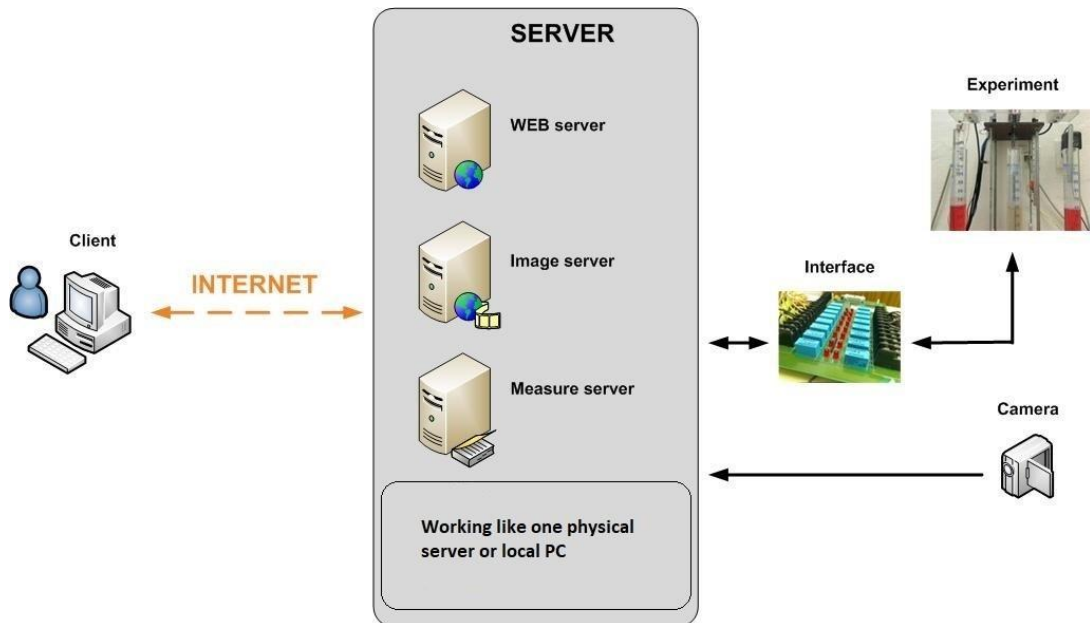 SERVER
WEB server
Image server
Measure server
Working like one physical
server or local PC
Client
INTERNET
Interface
Experiment
Camera